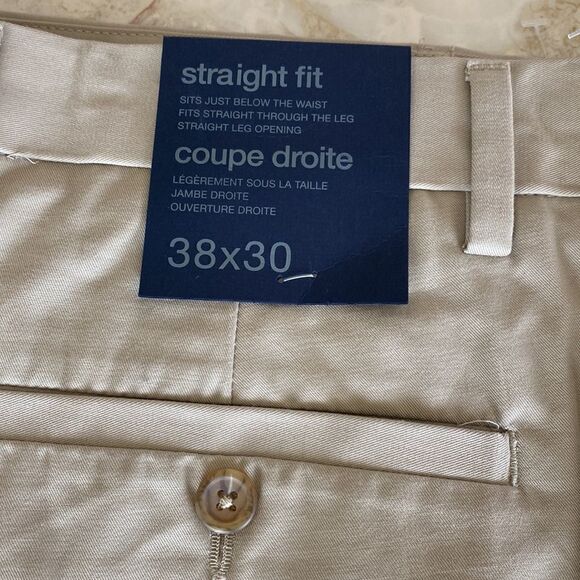 straight fit
SITS JUST BELOW THE WAIST
FITS STRAIGHT THROUGH THE LEG
STRAIGHT LEG OPENING
coupe droite
LÉGÈREMENT SOUS LA TAILLE
JAMBE DROITE
OUVERTURE DROITE
38x30